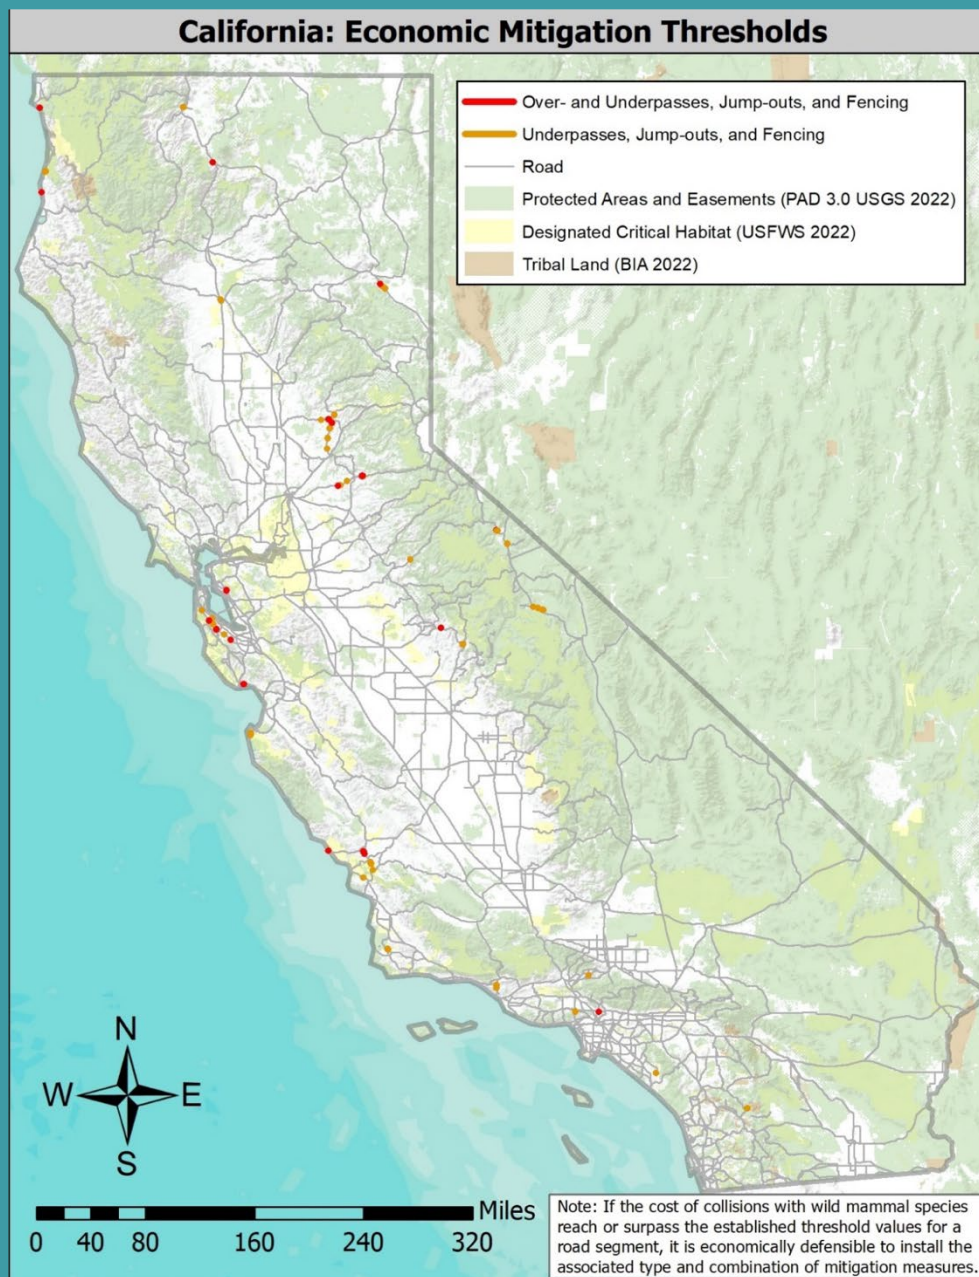 California: Economic Mitigation Thresholds
Over- and Underpasses, Jump-outs, and Fencing
Underpasses, Jump-outs, and Fencing
Road
Protected Areas and Easements (PAD 3.0 USGS 2022)
Designated Critical Habitat (USFWS 2022)
Tribal Land (BIA 2022)
N
W E
S
Miles
0 40 80 160 240 320
Note: If the cost of collisions with wild mammal species
reach or surpass the established threshold values for a
road segment, it is economically defensible to install the
associated type and combination of mitigation measures.